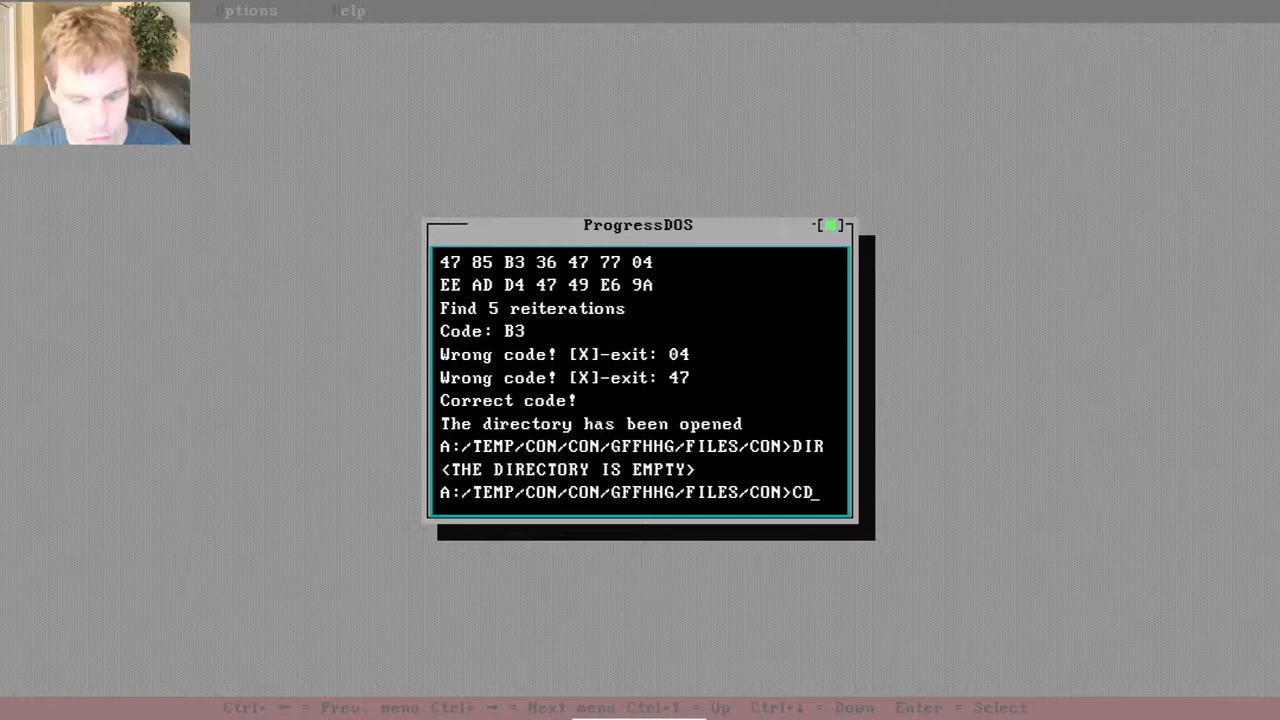 Options Help
ProgressDOS
47 85 B3 36 47 77 04
EE AD D4 47 49 E6 9A
Find 5 reiterations
Code: B3
Wrong code! [X]-exit: 04
Wrong code! [X]-exit: 47
Correct code!
The directory has been opened
A:/TEMP/CON/CON/GFFHHG/FILES/CON>DIR
<THE DIRECTORY IS EMPTY>
A:/TEMP/CON/CON/GFFHHG/FILES/CON>CD_
Ctrl+ ← = Prev. menu Ctrl+ → = Next menu Ctrl+↑ = Up Ctrl+↓ = Down Enter = Select